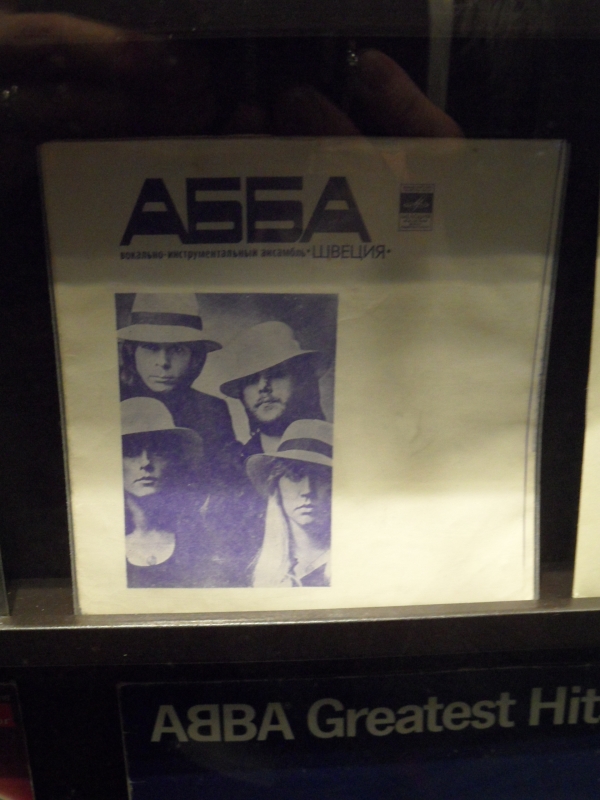 АББА
вокально-инструментальный ансамбль •ШВЕЦИЯ•
ABBA Greatest Hit